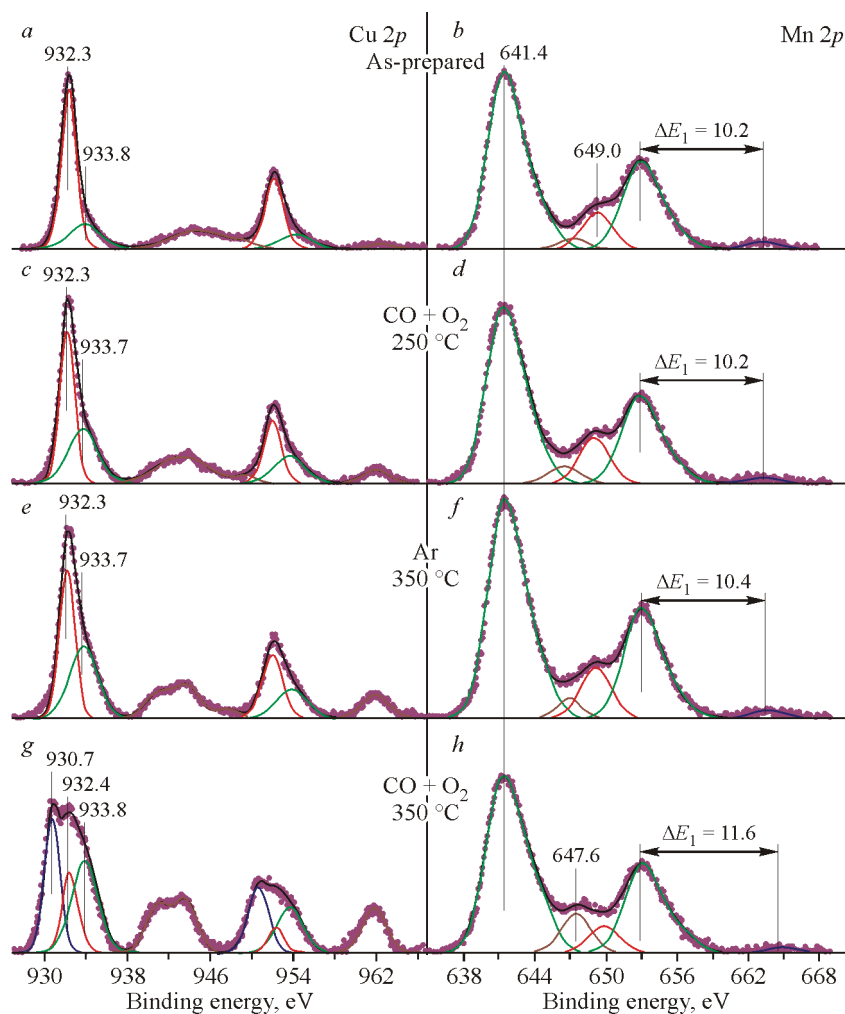 a
Cu 2p
b
Mn 2p
As-prepared
932.3
933.8
641.4
649.0
ΔE1 = 10.2
c
d
CO + O2
250 °C
932.3
933.7
ΔE1 = 10.2
e
f
Ar
350 °C
932.3
933.7
ΔE1 = 10.4
g
h
CO + O2
350 °C
930.7
932.4
933.8
647.6
ΔE1 = 11.6
930 938 946 954 962
638 644 650 656 662 668
Binding energy, eV
Binding energy, eV